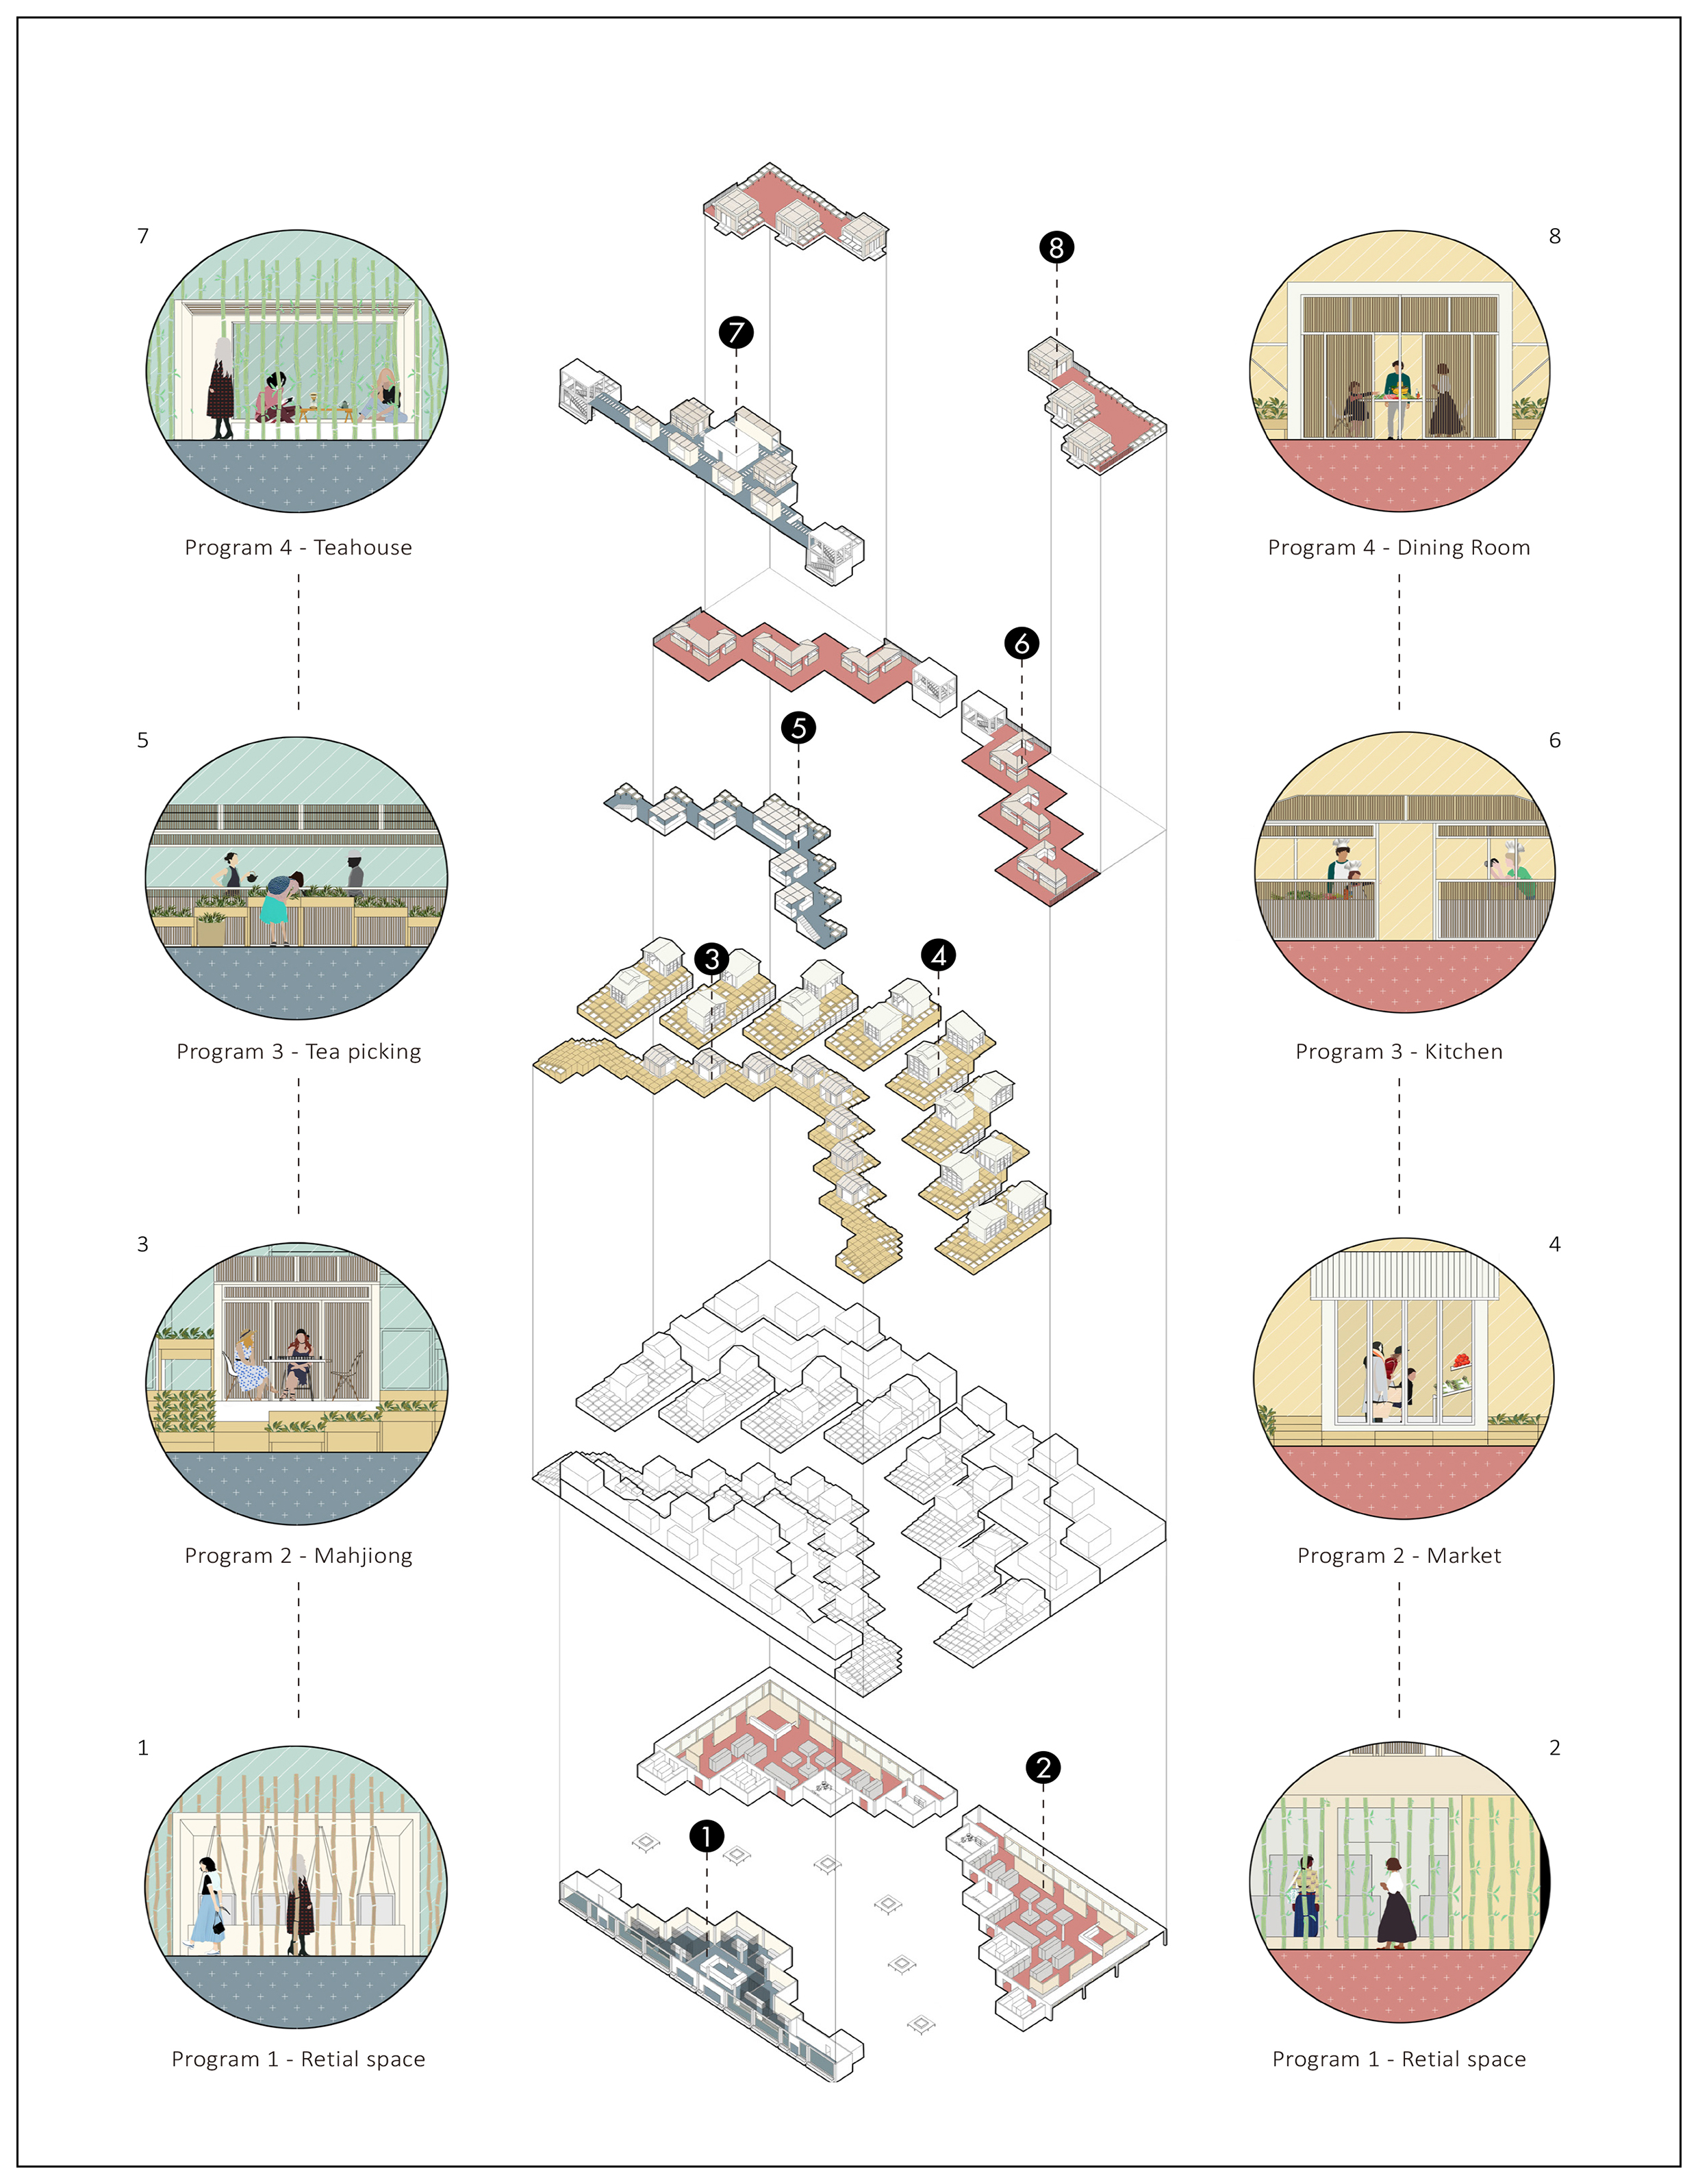 7
8
8
7
Program 4 - Teahouse
Program 4 - Dining Room
6
5
5
6
Program 3 - Tea picking
Program 3 - Kitchen
3
4
3
4
Program 2 - Mahjiong
Program 2 - Market
1
2
2
1
Program 1 - Retial space
Program 1 - Retial space